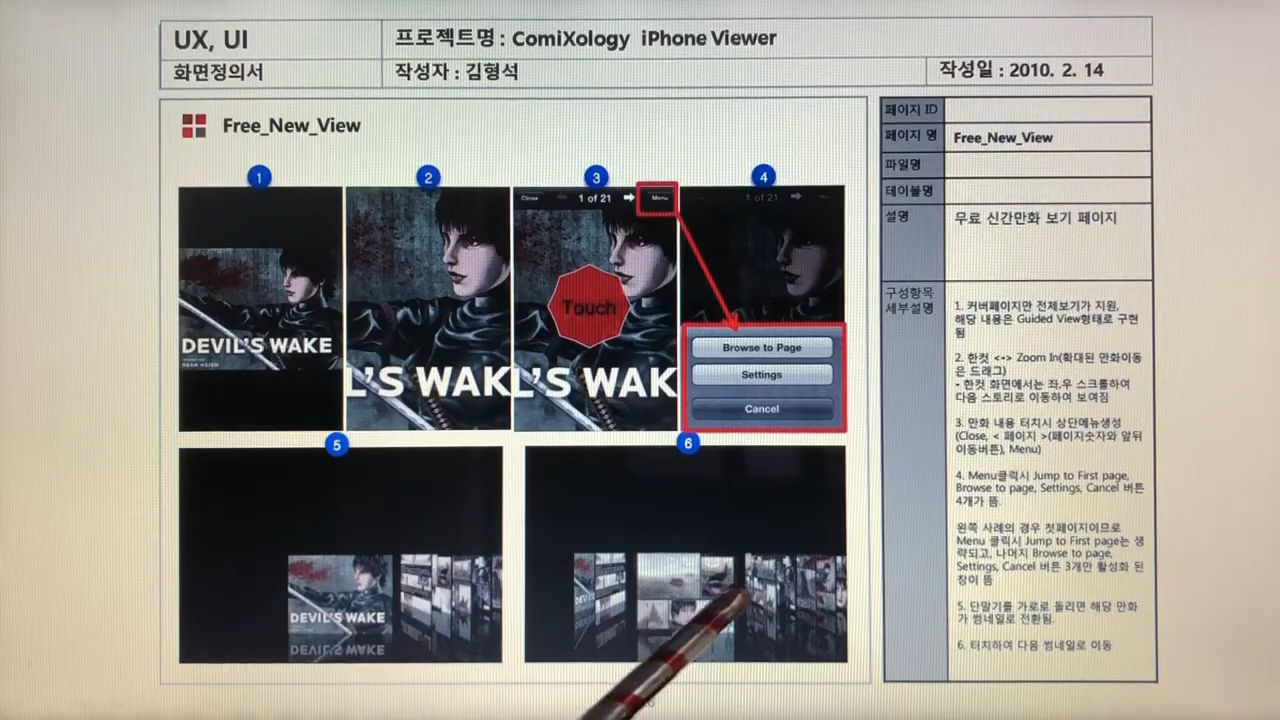 UX, UI
프로젝트명 : ComiXology iPhone Viewer
화면정의서
작성자 : 김형석
작성일 : 2010. 2. 14
Free_New_View
1
2
3
4
DEVIL'S WAKE
L'S WAK
Close
1 of 21
Menu
Touch
L'S WAK
1 of 21
Browse to Page
Settings
Cancel
5
6
DEVIL'S WAKE
페이지 ID
페이지 명
Free_New_View
파일명
테이블명
설명
무료 신간만화 보기 페이지
구성항목
세부설명
1. 커버페이지만 전체보기가 지원,
해당 내용은 Guided View형태로 구현
됨
2. 한컷 <-> Zoom In(확대된 만화이동
은 드래그)
- 한컷 화면에서는 좌,우 스크롤하여
다음 스토리로 이동하여 보여짐
3. 만화 내용 터치시 상단메뉴생성
(Close, < 페이지 >(페이지숫자와 앞뒤
이동버튼), Menu)
4. Menu클릭시 Jump to First page,
Browse to page, Settings, Cancel 버튼
4개가 뜸.
왼쪽 사례의 경우 첫페이지이므로
Menu 클릭시 Jump to First page는 생
략되고, 나머지 Browse to page,
Settings, Cancel 버튼 3개만 활성화 된
창이 뜸
5. 단말기를 가로로 돌리면 해당 만화
가 썸네일로 전환됨.
6. 터치하여 다음 썸네일로 이동